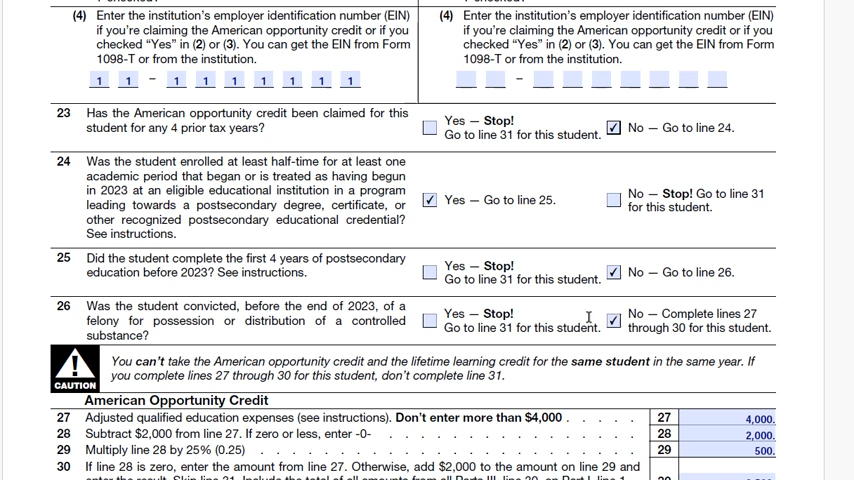 (4) Enter the institution's employer identification number (EIN)
if you're claiming the American opportunity credit or if you
checked "Yes" in (2) or (3). You can get the EIN from Form
1098-T or from the institution.
1 1 – 1 1 1 1 1 1 1
(4) Enter the institution's employer identification number (EIN)
if you're claiming the American opportunity credit or if you
checked "Yes" in (2) or (3). You can get the EIN from Form
1098-T or from the institution.
–
23 Has the American opportunity credit been claimed for this
student for any 4 prior tax years?
Yes — Stop!
Go to line 31 for this student.
✓ No — Go to line 24.
24 Was the student enrolled at least half-time for at least one
academic period that began or is treated as having begun
in 2023 at an eligible educational institution in a program
leading towards a postsecondary degree, certificate, or
other recognized postsecondary educational credential?
See instructions.
✓ Yes — Go to line 25.
No — Stop! Go to line 31
for this student.
25 Did the student complete the first 4 years of postsecondary
education before 2023? See instructions.
Yes — Stop!
Go to line 31 for this student.
✓ No — Go to line 26.
26 Was the student convicted, before the end of 2023, of a
felony for possession or distribution of a controlled
substance?
Yes — Stop!
Go to line 31 for this student.
✓ No — Complete lines 27
through 30 for this student.
CAUTION
You can't take the American opportunity credit and the lifetime learning credit for the same student in the same year. If
you complete lines 27 through 30 for this student, don't complete line 31.
American Opportunity Credit
27 Adjusted qualified education expenses (see instructions). Don't enter more than $4,000 . . . . . 27 4,000.
28 Subtract $2,000 from line 27. If zero or less, enter -0- . . . . . . . . . . . . . . . 28 2,000.
29 Multiply line 28 by 25% (0.25) . . . . . . . . . . . . . . . . . . . . . . . 29 500.
30 If line 28 is zero, enter the amount from line 27. Otherwise, add $2,000 to the amount on line 29 and